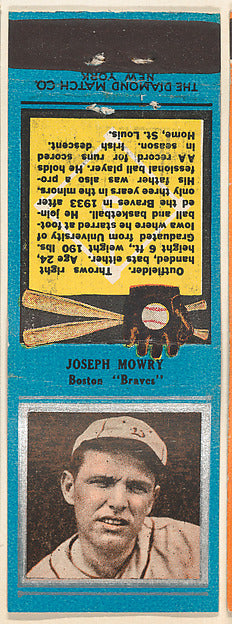 THE DIAMOND MATCH CO.
NEW YORK
Outfielder. Throws right
handed, eats batter. Age, 24,
height 6 ft., weight 190 lbs.
Graduated from University of
Iowa where he starred at foot-
ball and basketball. He join-
ed the Braves in 1933 after
only three years in the minors.
His father was also a pro-
fessional ball player. He holds
AA record for runs scored
in season. Irish descent.
Home, St. Louis.
JOSEPH MOWRY
Boston "Braves"